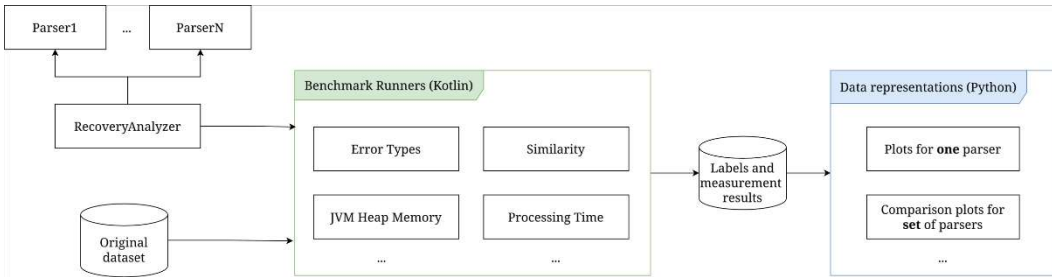 Parser1
...
ParserN
RecoveryAnalyzer
Original
dataset
Benchmark Runners (Kotlin)
Error Types
Similarity
JVM Heap Memory
Processing Time
...
...
Labels and
measurement
results
Data representations (Python)
Plots for one parser
Comparison plots for
set of parsers
...